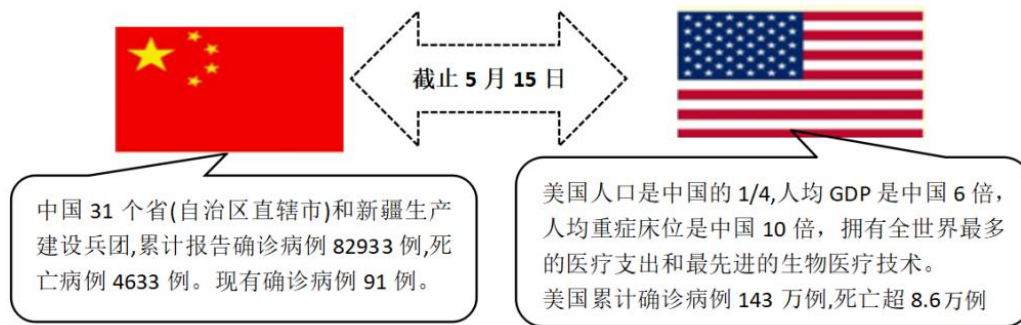 截止 5 月 15 日
中国 31 个省(自治区直辖市)和新疆生产
建设兵团,累计报告确诊病例 82933 例,死
亡病例 4633 例。现有确诊病例 91 例。
美国人口是中国的 1/4,人均 GDP 是中国 6 倍，
人均重症床位是中国 10 倍，拥有全世界最多
的医疗支出和最先进的生物医疗技术。
美国累计确诊病例 143 万例,死亡超 8.6 万例